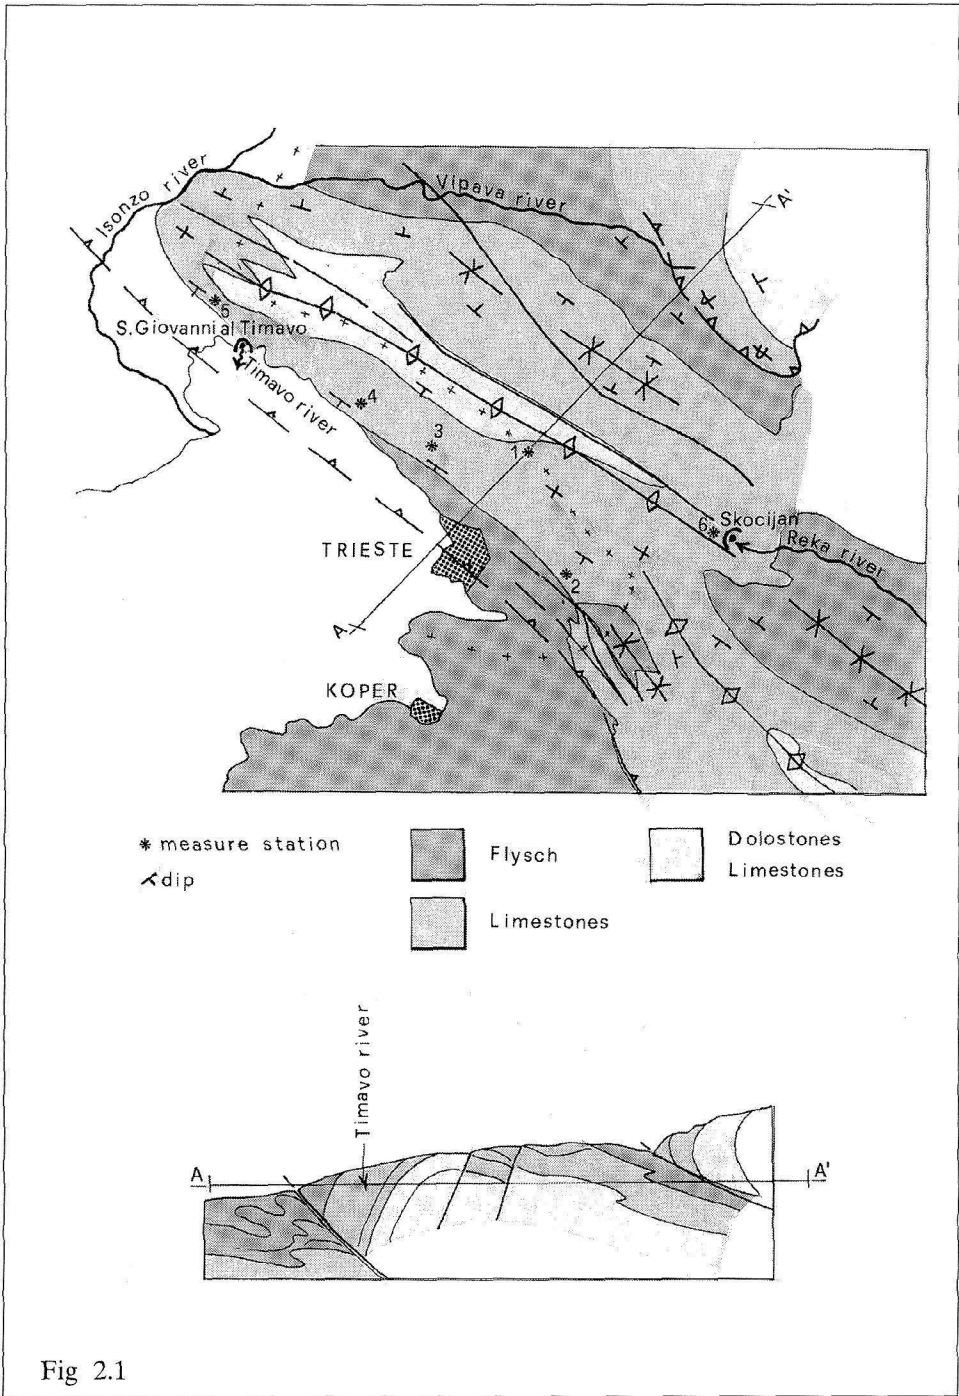 Isonzo river
Vipava river
A'
5
S.Giovanni al Timavo
Timavo river
4
3
1
6
Skocijan
Reka river
TRIESTE
2
A
KOPER
* measure station
dip
Flysch
Limestones
Dolostones
Limestones
Timavo river
A
A'
Fig 2.1